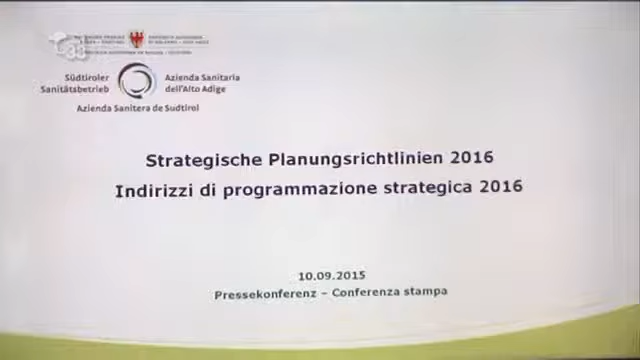 33
Südtiroler
Sanitätsbetrieb
Azienda Sanitaria
dell'Alto Adige
Azienda Sanitera de Sudtirol
Strategische Planungsrichtlinien 2016
Indirizzi di programmazione strategica 2016
10.09.2015
Pressekonferenz – Conferenza stampa